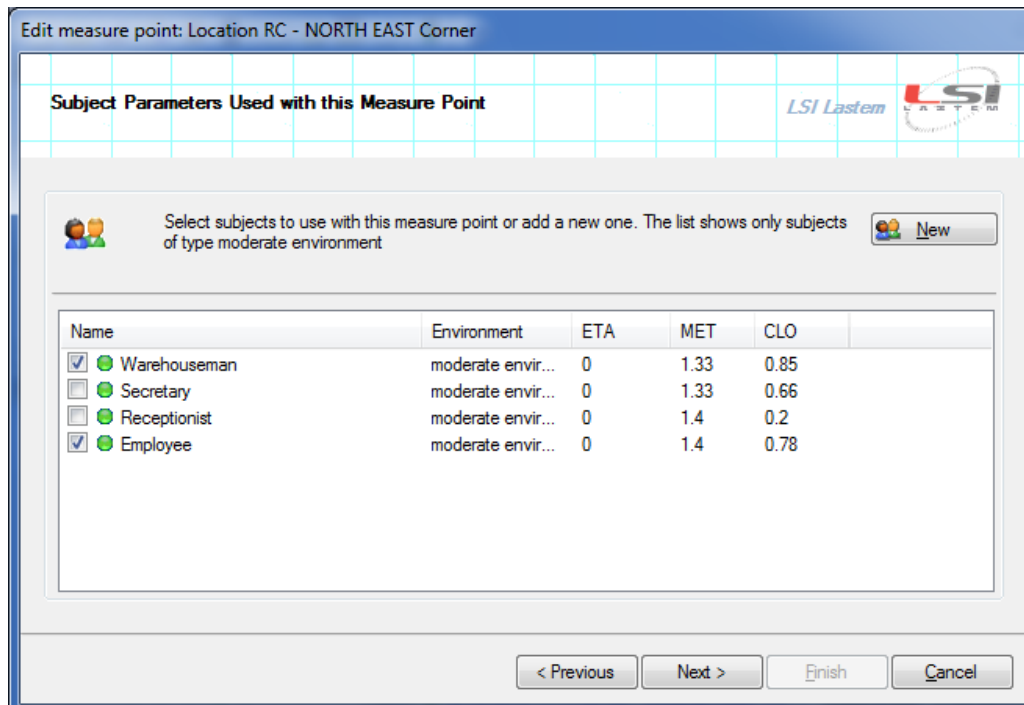 Edit measure point: Location RC - NORTH EAST Corner
Subject Parameters Used with this Measure Point
LSI Lastem
LSI
LASTEM
Select subjects to use with this measure point or add a new one. The list shows only subjects
of type moderate environment
New
Name Environment ETA MET CLO
Warehouseman moderate envir... 0 1.33 0.85
Secretary moderate envir... 0 1.33 0.66
Receptionist moderate envir... 0 1.4 0.2
Employee moderate envir... 0 1.4 0.78
< Previous Next > Finish Cancel